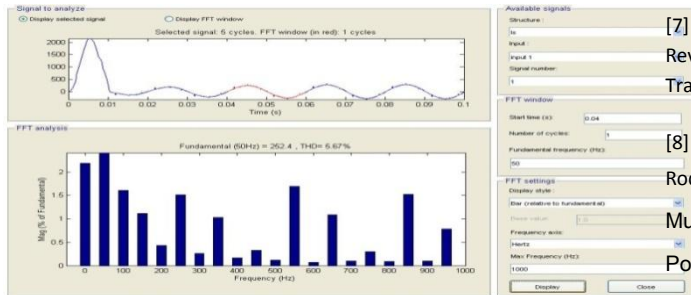 Signal to analyze
Display selected signal
Display FFT window
Selected signal: 5 cycles. FFT window (in red): 1 cycles
2000
1500
1000
500
0
0 0.01 0.02 0.03 0.04 0.05 0.06 0.07 0.08 0.09 0.1
Time (s)
FFT analysis
Fundamental (50Hz) = 252.4 , THD= 5.67%
Mag (% of Fundamental)
2
1.5
1
0.5
0
0 100 200 300 400 500 600 700 800 900 1000
Frequency (Hz)
Available signals
Structure :
Is
Input :
input 1
Signal number:
1
FFT window
Start time (s): 0.04
Number of cycles: 1
Fundamental frequency (Hz):
50
FFT settings
Display style :
Bar (relative to fundamental)
Base value: 1.0
Frequency axis:
Hertz
Max Frequency (Hz):
1000
Display
Close
[7]
Rev
Tra
[8]
Roc
Mu
Po